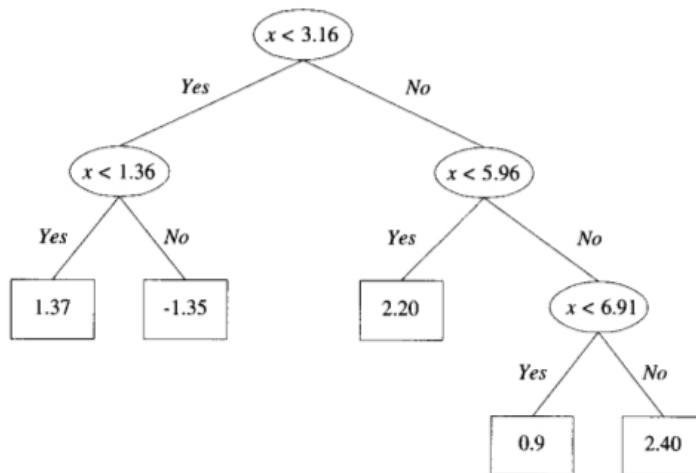 x < 3.16
Yes No
x < 1.36 x < 5.96
Yes No Yes No
1.37 -1.35 2.20 x < 6.91
Yes No
0.9 2.40